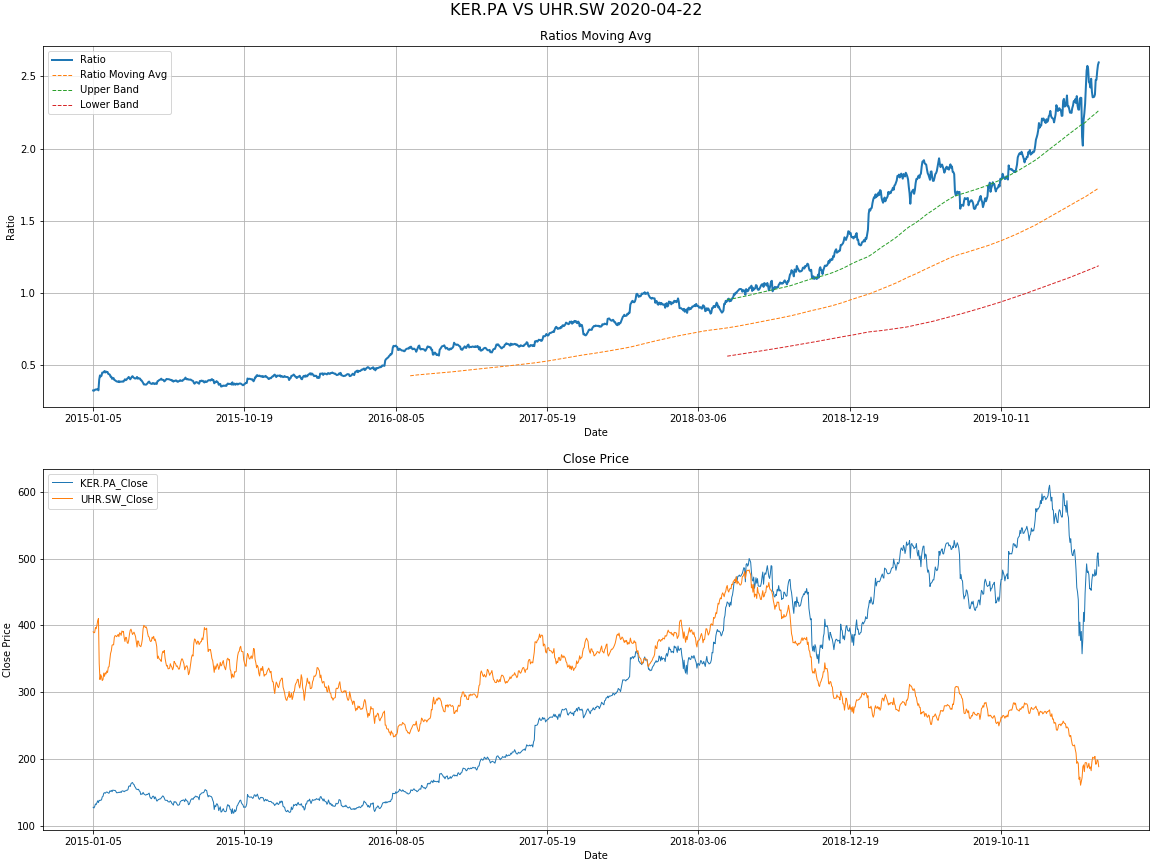 KER.PA VS UHR.SW 2020-04-22
Ratios Moving Avg
Ratio
Ratio Moving Avg
Upper Band
Lower Band
2.5
2.0
1.5
1.0
0.5
Ratio
2015-01-05 2015-10-19 2016-08-05 2017-05-19 2018-03-06 2018-12-19 2019-10-11
Date
Close Price
KER.PA_Close
UHR.SW_Close
600
500
400
300
200
100
Close Price
2015-01-05 2015-10-19 2016-08-05 2017-05-19 2018-03-06 2018-12-19 2019-10-11
Date